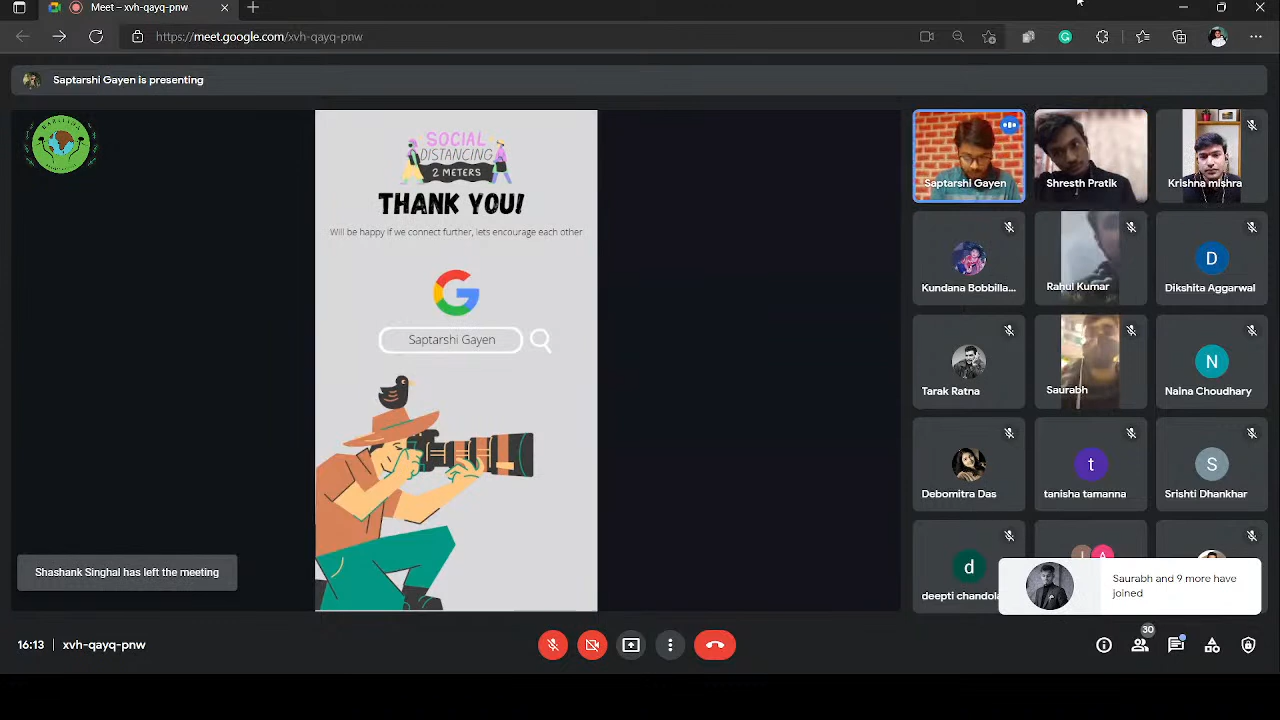 Meet – xvh-qayq-pnw
https://meet.google.com/xvh-qayq-pnw
Saptarshi Gayen is presenting
SOCIAL
DISTANCING
2 METERS
THANK YOU!
Will be happy if we connect further, lets encourage each other
G
Saptarshi Gayen
Saptarshi Gayen
Shresth Pratik
Krishna mishra
Kundana Bobbilla...
Rahul Kumar
D
Dikshita Aggarwal
Tarak Ratna
Saurabh
N
Naina Choudhary
Debomitra Das
t
tanisha tamanna
S
Srishti Dhankhar
d
deepti chandola
A
Saurabh and 9 more have
joined
Shashank Singhal has left the meeting
16:13
xvh-qayq-pnw
30